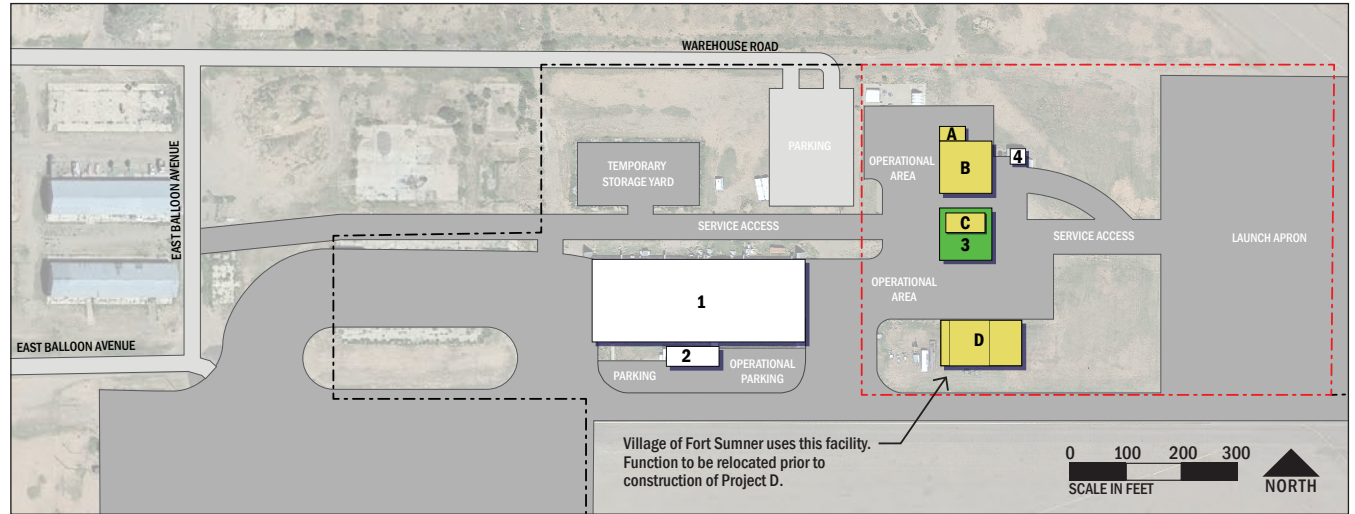 WAREHOUSE ROAD
EAST BALLOON AVENUE
PARKING
A
4
OPERATIONAL
AREA
B
TEMPORARY
STORAGE YARD
C
SERVICE ACCESS
SERVICE ACCESS
LAUNCH APRON
3
OPERATIONAL
AREA
1
EAST BALLOON AVENUE
2
D
PARKING
OPERATIONAL
PARKING
Village of Fort Sumner uses this facility.
Function to be relocated prior to
construction of Project D.
0 100 200 300
SCALE IN FEET
NORTH